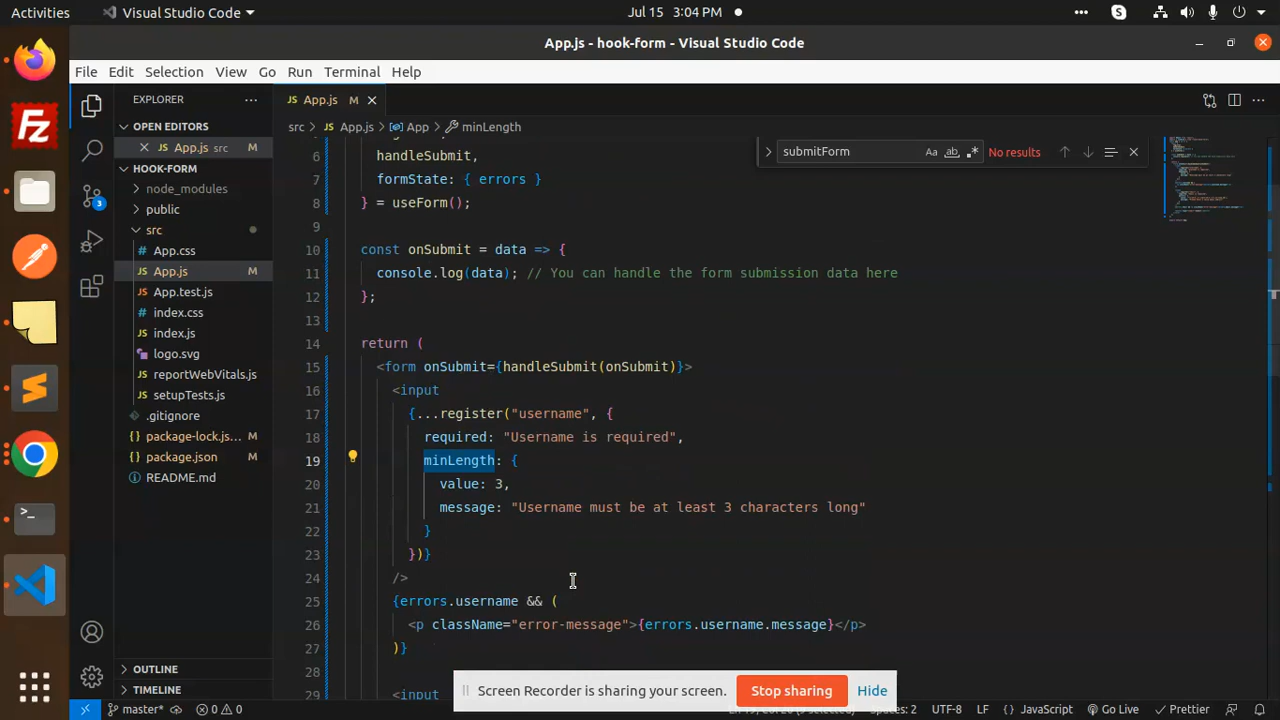 Activities
Visual Studio Code
Jul 15 3:04 PM
App.js - hook-form - Visual Studio Code
File Edit Selection View Go Run Terminal Help
EXPLORER
OPEN EDITORS
App.js src M
HOOK-FORM
node_modules
public
src
App.css
App.js M
App.test.js
index.css
index.js
logo.svg
reportWebVitals.js
setupTests.js
.gitignore
package-lock.js...
package.json
README.md
OUTLINE
TIMELINE
App.js M
src > App.js > App > minLength
submitForm
No results
6 handleSubmit,
7 formState: { errors }
8 } = useForm();
9
10 const onSubmit = data => {
11 console.log(data); // You can handle the form submission data here
12 };
13
14 return (
15 <form onSubmit={handleSubmit(onSubmit)}>
16 <input
17 {...register("username", {
18 required: "Username is required",
19 minLength: {
20 value: 3,
21 message: "Username must be at least 3 characters long"
22 }
23 })}
24 />
25 {errors.username && (
26 <p className="error-message">{errors.username.message}</p>
27 )}
28
29 <input
Screen Recorder is sharing your screen. Stop sharing Hide
master* 0 0 UTF-8 LF JavaScript Go Live Prettier